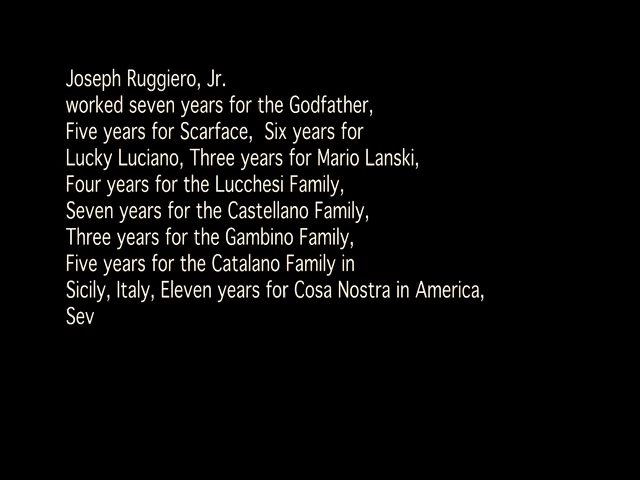 Joseph Ruggiero, Jr.
worked seven years for the Godfather,
Five years for Scarface,  Six years for
Lucky Luciano, Three years for Mario Lanski,
Four years for the Lucchesi Family,
Seven years for the Castellano Family,
Three years for the Gambino Family,
Five years for the Catalano Family in
Sicily, Italy, Eleven years for Cosa Nostra in America,
Sev